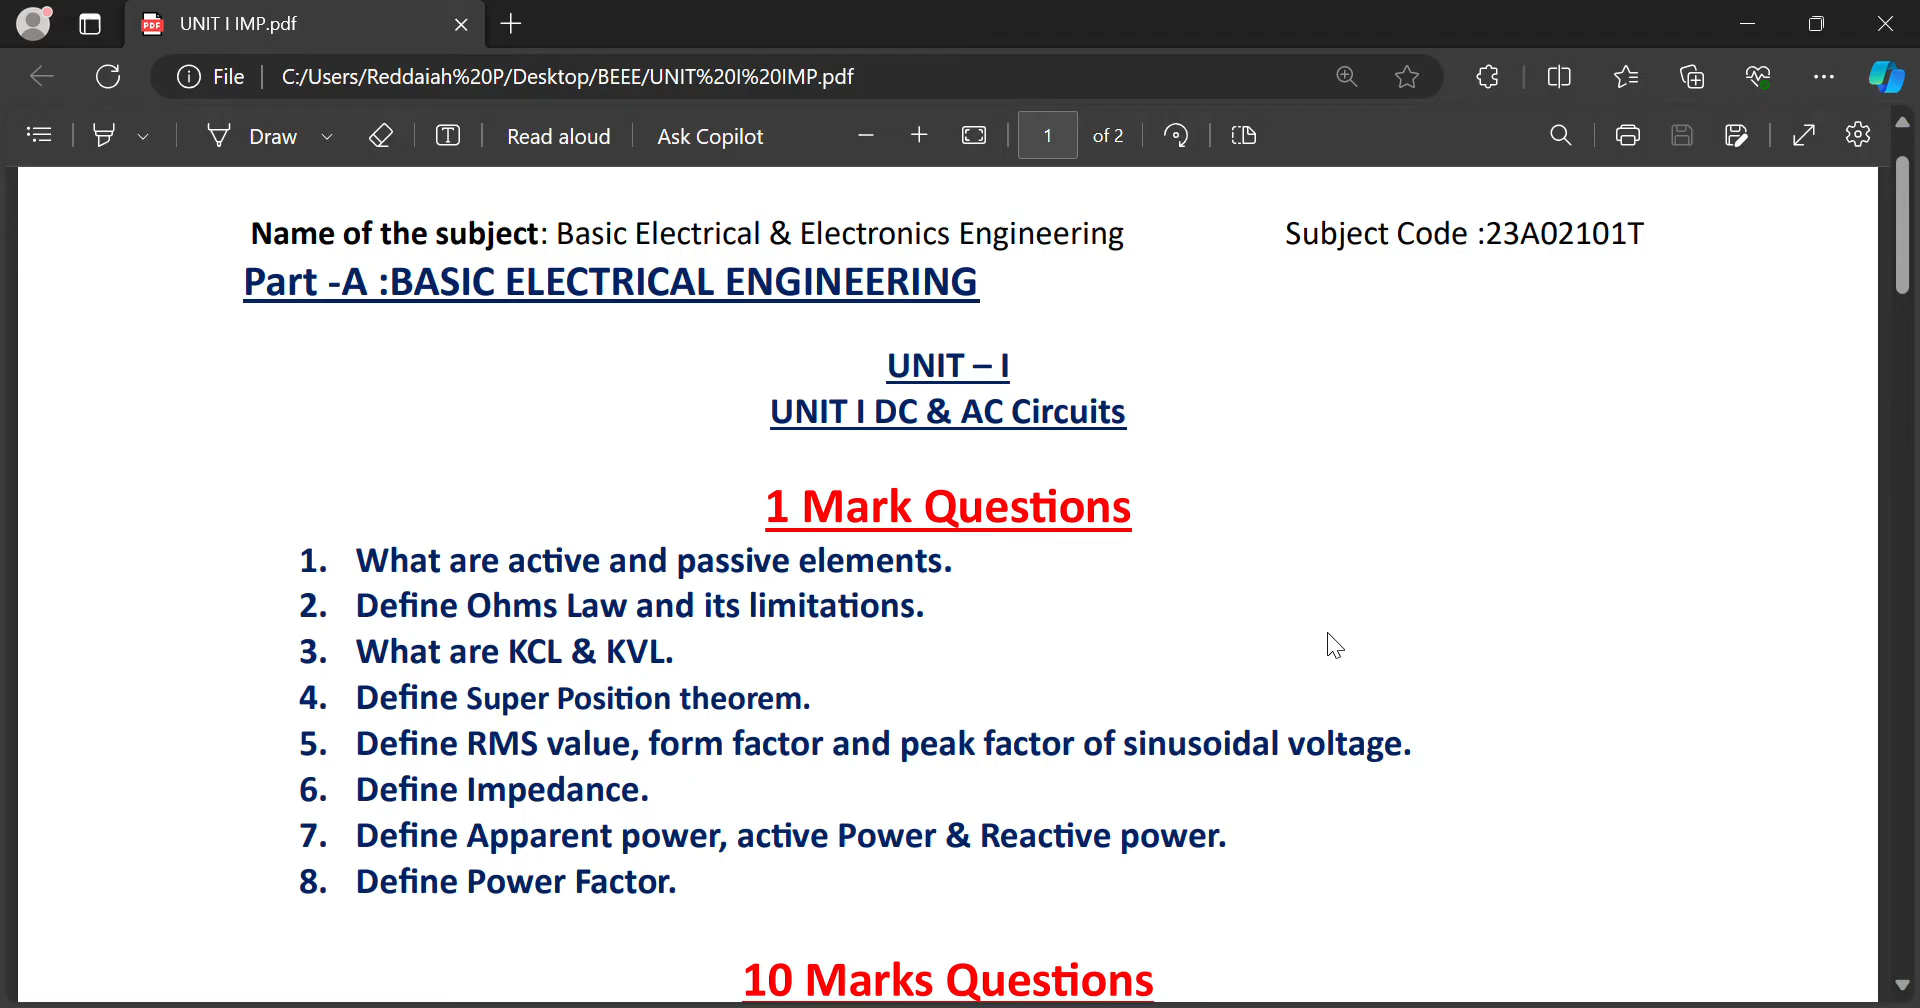 UNIT I IMP.pdf
File C:/Users/Reddaiah%20P/Desktop/BEEE/UNIT%20I%20IMP.pdf
Draw Read aloud Ask Copilot 1 of 2
Name of the subject: Basic Electrical & Electronics Engineering Subject Code :23A02101T
Part -A :BASIC ELECTRICAL ENGINEERING
UNIT – I
UNIT I DC & AC Circuits
1 Mark Questions
1. What are active and passive elements.
2. Define Ohms Law and its limitations.
3. What are KCL & KVL.
4. Define Super Position theorem.
5. Define RMS value, form factor and peak factor of sinusoidal voltage.
6. Define Impedance.
7. Define Apparent power, active Power & Reactive power.
8. Define Power Factor.
10 Marks Questions